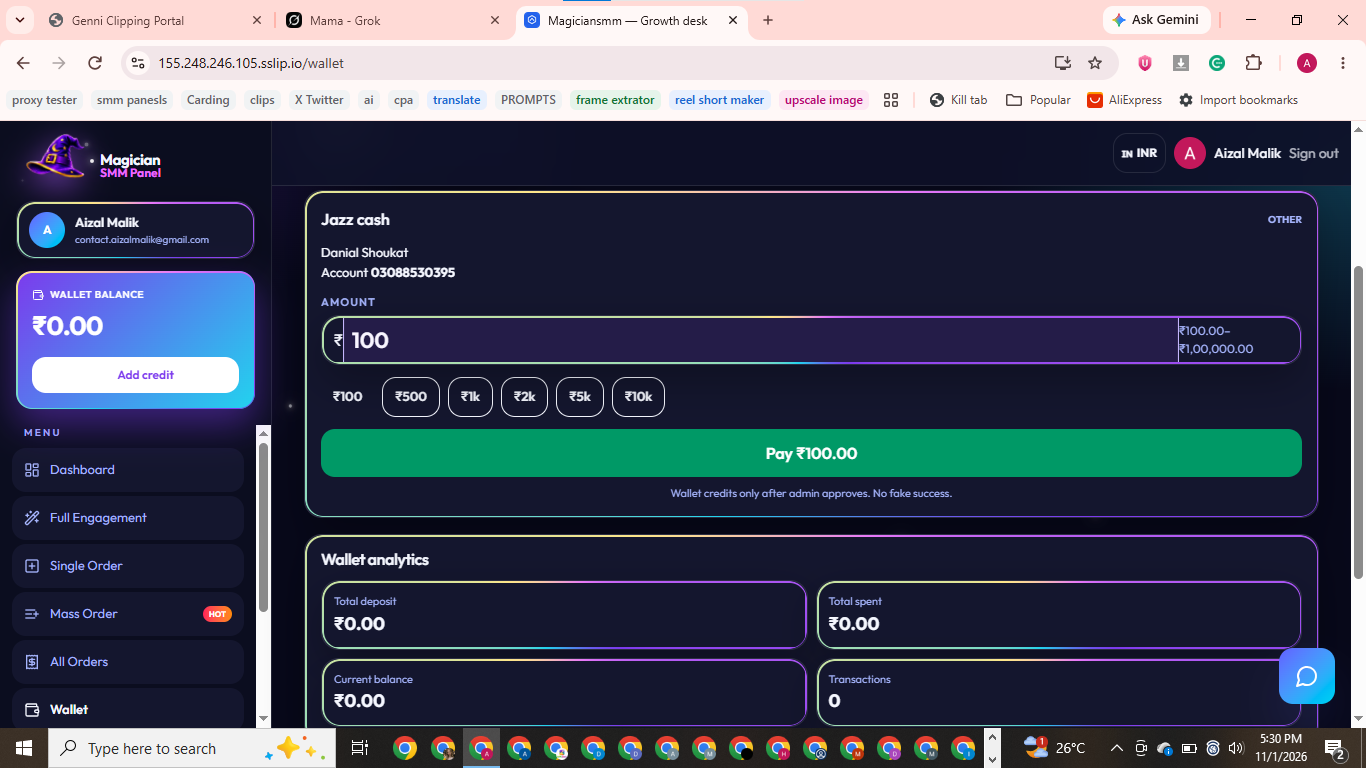 Genni Clipping Portal
Mama - Grok
Magiciansmm — Growth desk
Ask Gemini
155.248.246.105.sslip.io/wallet
A
proxy tester
smm panesls
Carding
clips
X Twitter
ai
cpa
translate
PROMPTS
frame extrator
reel short maker
upscale image
Kill tab
Popular
AliExpress
Import bookmarks
Magician
SMM Panel
IN INR
A
Aizal Malik
Sign out
A
Aizal Malik
contact.aizalmalik@gmail.com
WALLET BALANCE
₹0.00
Add credit
MENU
Dashboard
Full Engagement
Single Order
Mass Order
HOT
All Orders
Wallet
Jazz cash
OTHER
Danial Shoukat
Account 03088530395
AMOUNT
₹ 100
₹100.00–
₹1,00,000.00
₹100
₹500
₹1k
₹2k
₹5k
₹10k
Pay ₹100.00
Wallet credits only after admin approves. No fake success.
Wallet analytics
Total deposit
₹0.00
Total spent
₹0.00
Current balance
₹0.00
Transactions
0
Type here to search
1
26°C
5:30 PM
11/1/2026
2